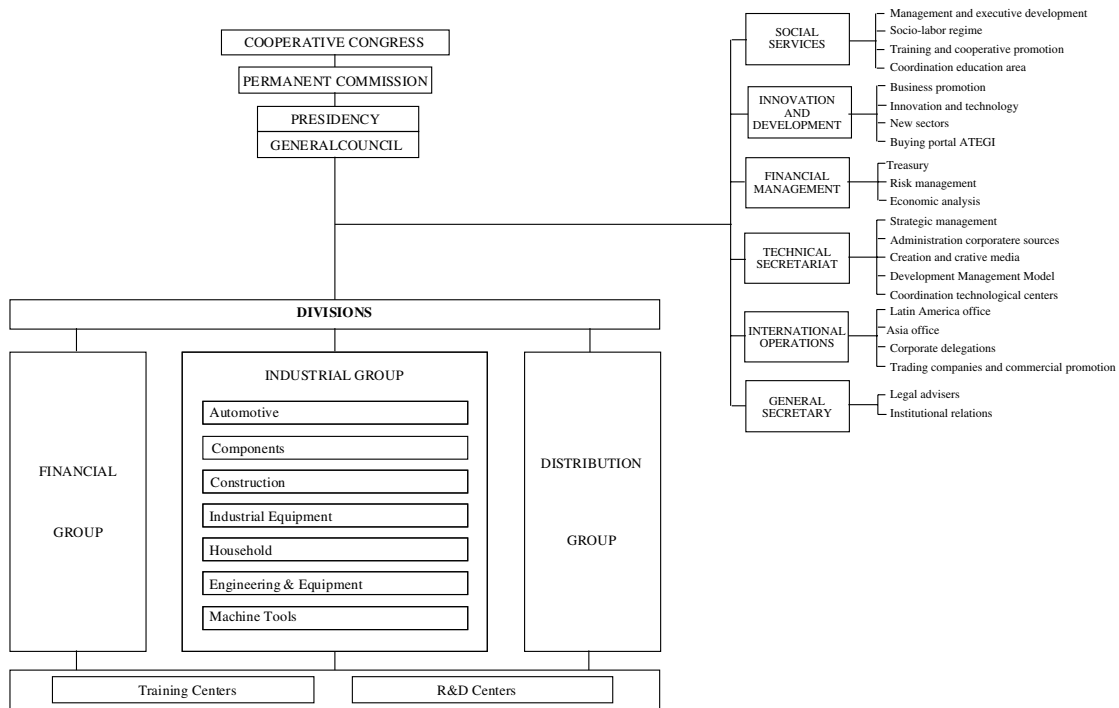 COOPERATIVE CONGRESS
PERMANENT COMMISSION
PRESIDENCY
GENERALCOUNCIL
SOCIAL
SERVICES
Management and executive development
Socio-labor regime
Training and cooperative promotion
Coordination education area
INNOVATION
AND
DEVELOPMENT
Business promotion
Innovation and technology
New sectors
Buying portal ATEGI
FINANCIAL
MANAGEMENT
Treasury
Risk management
Economic analysis
TECHNICAL
SECRETARIAT
Strategic management
Administration corporatere sources
Creation and crative media
Development Management Model
Coordination technological centers
INTERNATIONAL
OPERATIONS
Latin America office
Asia office
Corporate delegations
Trading companies and commercial promotion
GENERAL
SECRETARY
Legal advisers
Institutional relations
DIVISIONS
FINANCIAL
GROUP
INDUSTRIAL GROUP
Automotive
Components
Construction
Industrial Equipment
Household
Engineering & Equipment
Machine Tools
DISTRIBUTION
GROUP
Training Centers
R&D Centers